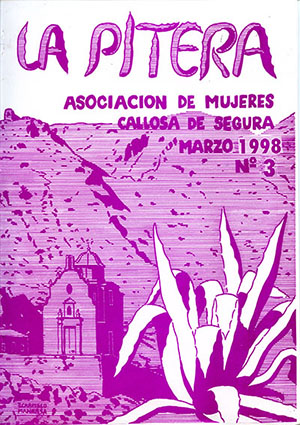 LA PITERA
ASOCIACION DE MUJERES
CALLOSA DE SEGURA
MARZO 1998
Nº 3